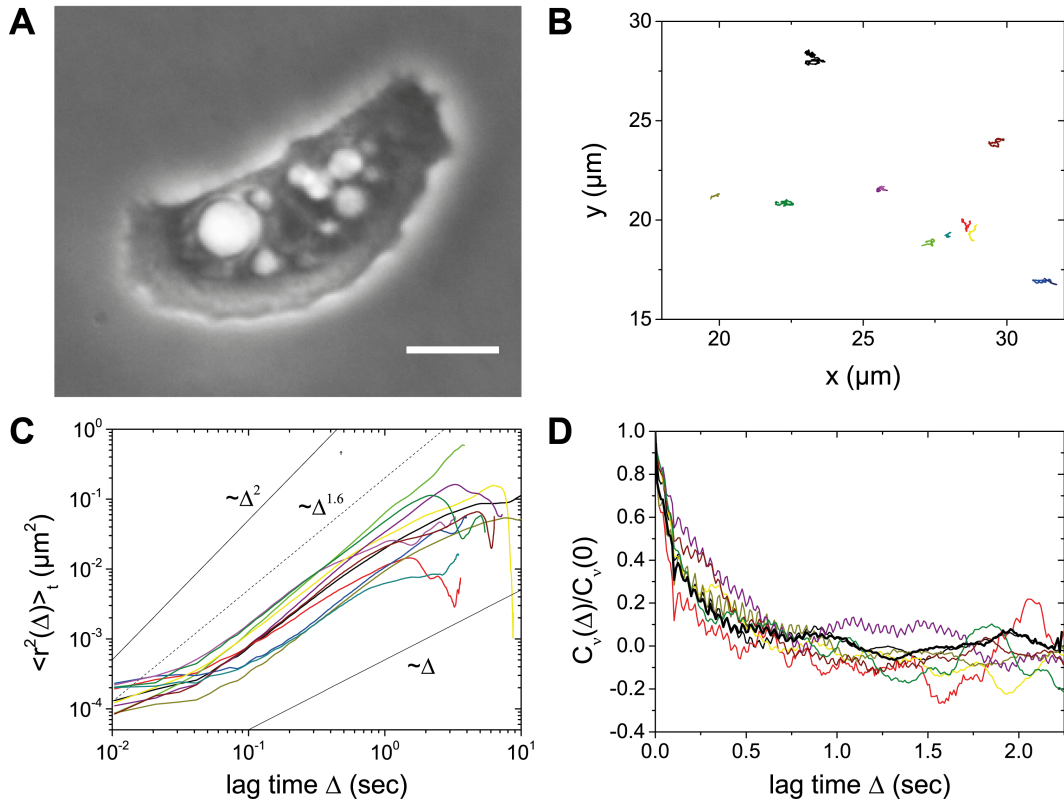 A
B
30
25
20
15
y (µm)
20
25
30
x (µm)
C
10^0
10^-1
10^-2
10^-3
10^-4
<r^2(Δ)>_t (µm^2)
~Δ^2
~Δ^1.6
~Δ
10^-2
10^-1
10^0
10^1
lag time Δ (sec)
D
1.0
0.8
0.6
0.4
0.2
0.0
-0.2
-0.4
C_v(Δ)/C_v(0)
0.0
0.5
1.0
1.5
2.0
lag time Δ (sec)